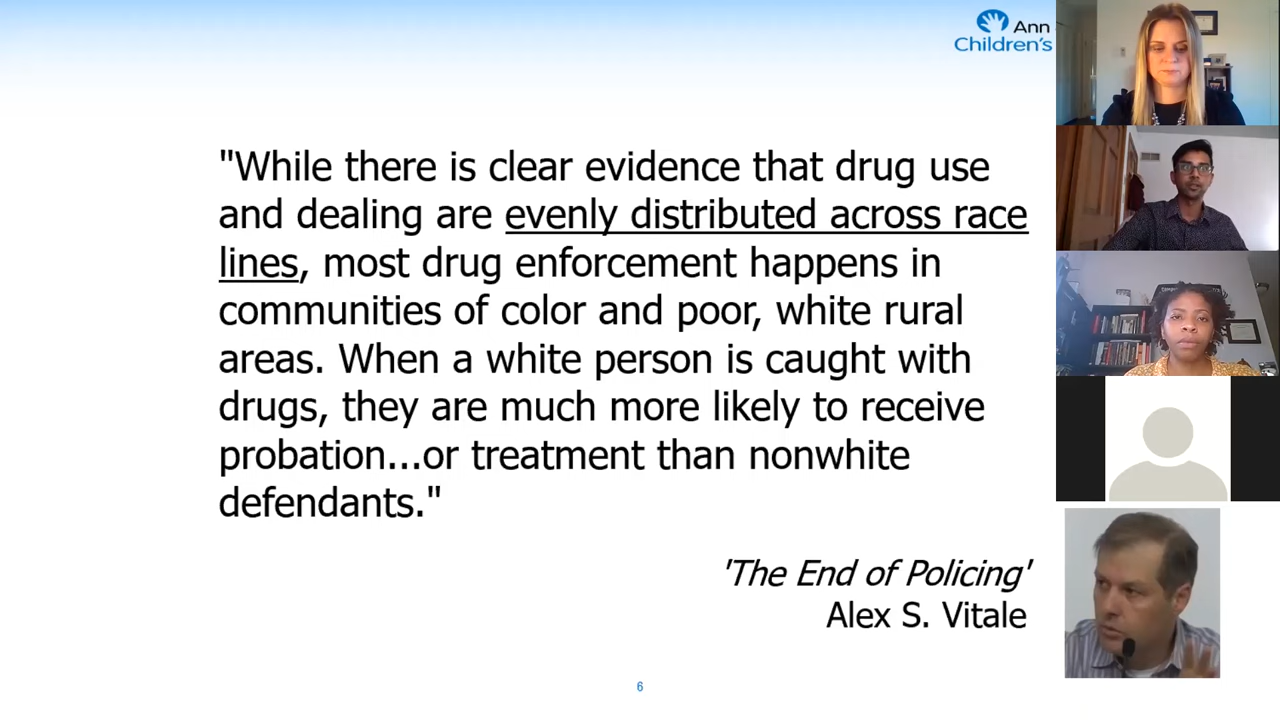 Ann
Children's
"While there is clear evidence that drug use
and dealing are evenly distributed across race
lines, most drug enforcement happens in
communities of color and poor, white rural
areas. When a white person is caught with
drugs, they are much more likely to receive
probation...or treatment than nonwhite
defendants."
'The End of Policing'
Alex S. Vitale
6